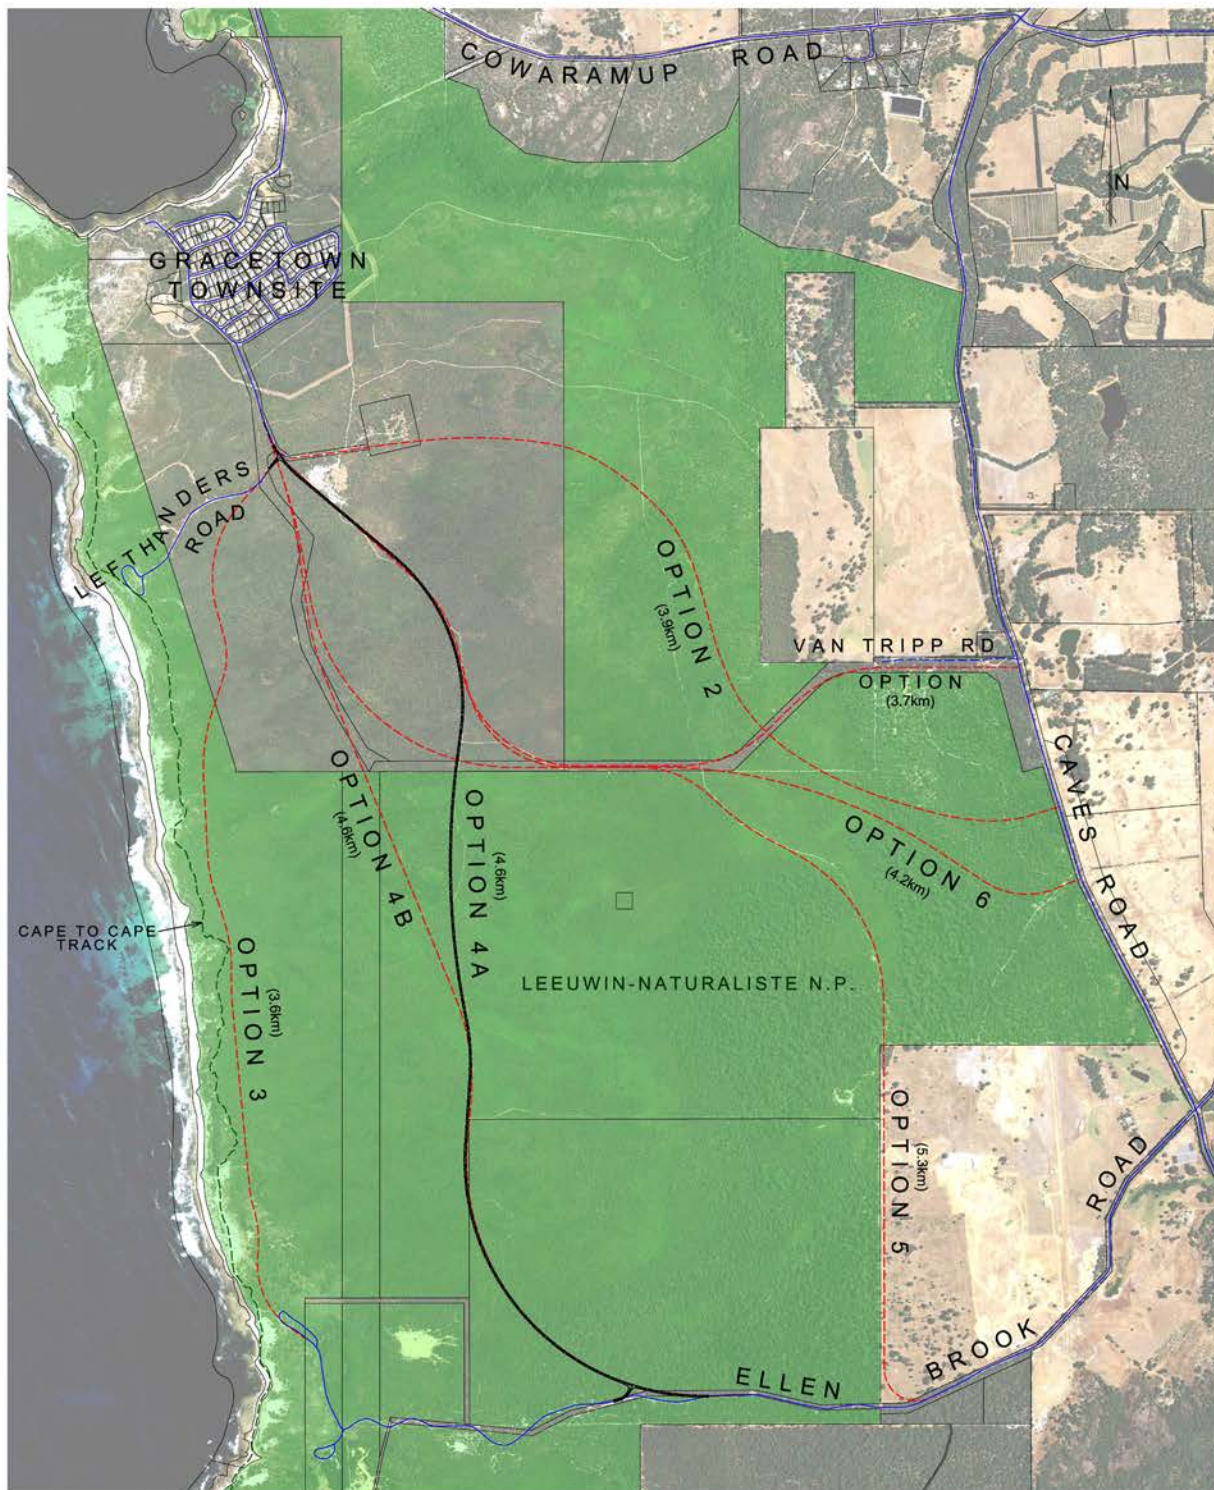 COWARAMUP ROAD
N
GRACETOWN
TOWNSITE
LEFTHANDERS
ROAD
OPTION 2
(3.9km)
VAN TRIPP RD
OPTION
(3.7km)
CAVES ROAD
OPTION 4B
(4.6km)
OPTION 4A
(4.6km)
OPTION 6
(4.2km)
CAPE TO CAPE
TRACK
OPTION 3
(3.6km)
LEEUWIN-NATURALISTE N.P.
OPTION 5
(5.3km)
ELLEN BROOK ROAD